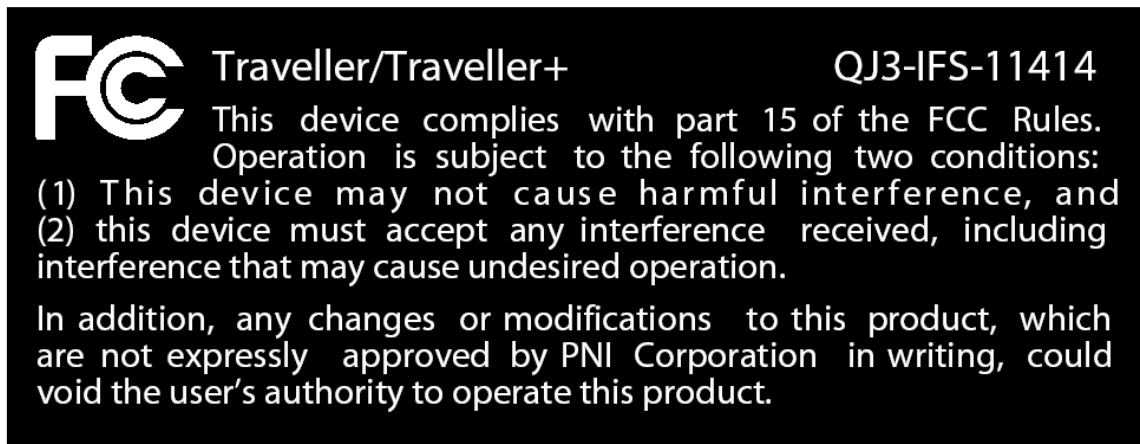 FCC Traveller/Traveller+ QJ3-IFS-11414
This device complies with part 15 of the FCC Rules.
Operation is subject to the following two conditions:
(1) This device may not cause harmful interference, and
(2) this device must accept any interference received, including
interference that may cause undesired operation.
In addition, any changes or modifications to this product, which
are not expressly approved by PNI Corporation in writing, could
void the user’s authority to operate this product.